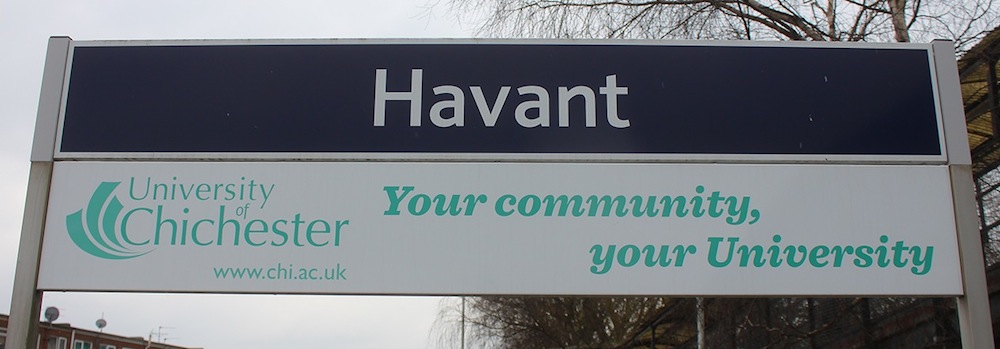 Havant
University
of
Chichester
www.chi.ac.uk
Your community,
your University